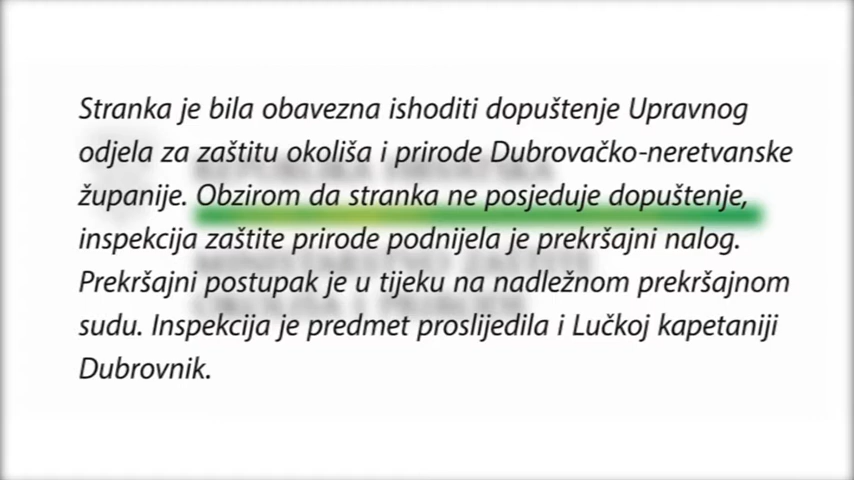 Stranka je bila obavezna ishoditi dopuštenje Upravnog
odjela za zaštitu okoliša i prirode Dubrovačko-neretvanske
županije. Obzirom da stranka ne posjeduje dopuštenje,
inspekcija zaštite prirode podnijela je prekršajni nalog.
Prekršajni postupak je u tijeku na nadležnom prekršajnom
sudu. Inspekcija je predmet proslijedila i Lučkoj kapetaniji
Dubrovnik.